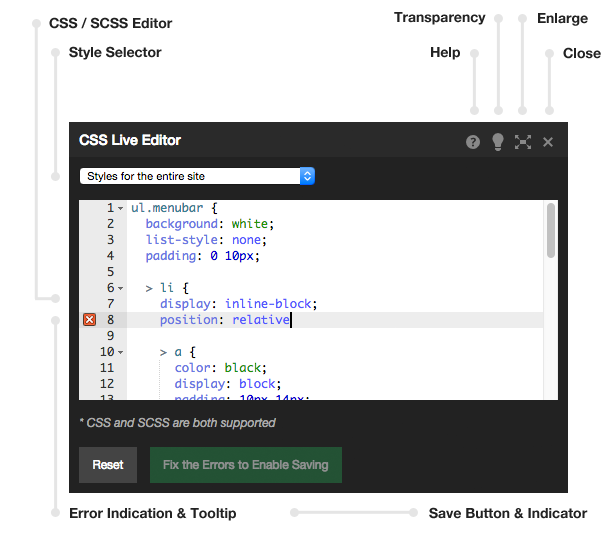 CSS / SCSS Editor
Style Selector
Transparency
Enlarge
Help
Close
CSS Live Editor
?
Styles for the entire site
1 ul.menubar {
2 background: white;
3 list-style: none;
4 padding: 0 10px;
5
6 > li {
7 display: inline-block;
8 position: relative
9
10 > a {
11 color: black;
12 display: block;
13 padding: 10px 14px;
* CSS and SCSS are both supported
Reset
Fix the Errors to Enable Saving
Error Indication & Tooltip
Save Button & Indicator